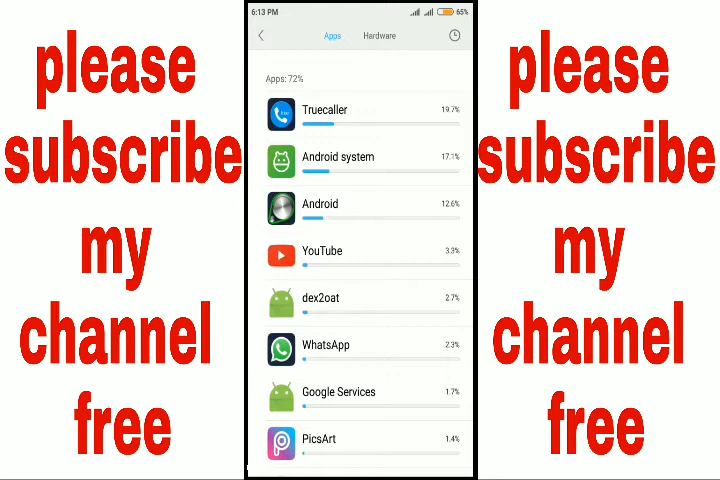 please
subscribe
my
channel
free
6:13 PM
65%
Apps
Hardware
Apps: 72%
Truecaller
19.7%
Android system
17.1%
Android
12.6%
YouTube
3.3%
dex2oat
2.7%
WhatsApp
2.3%
Google Services
1.7%
PicsArt
1.4%
please
subscribe
my
channel
free